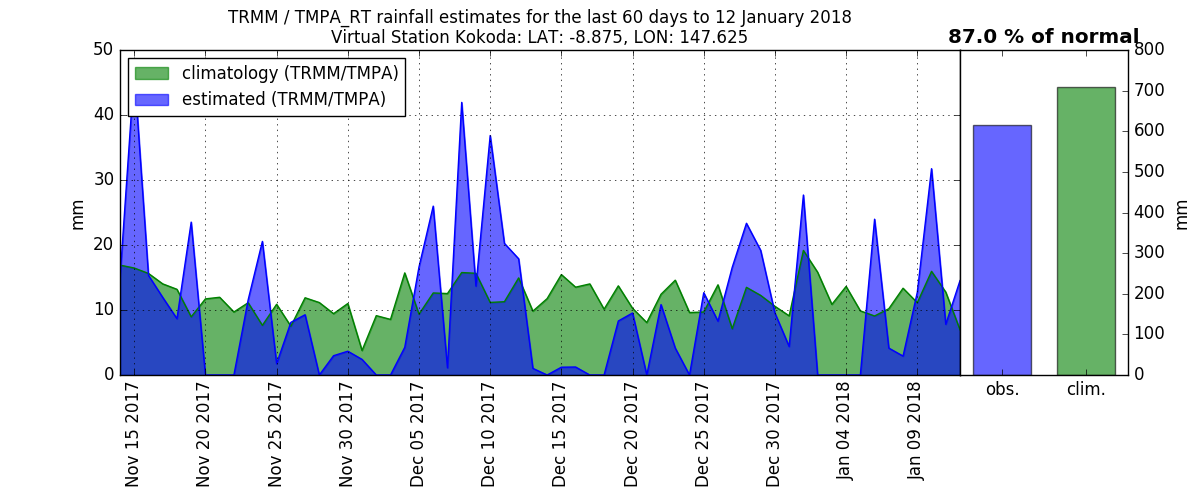 TRMM / TMPA_RT rainfall estimates for the last 60 days to 12 January 2018
Virtual Station Kokoda: LAT: -8.875, LON: 147.625
87.0 % of normal
climatology (TRMM/TMPA)
estimated (TRMM/TMPA)
mm
50
40
30
20
10
0
Nov 15 2017
Nov 20 2017
Nov 25 2017
Nov 30 2017
Dec 05 2017
Dec 10 2017
Dec 15 2017
Dec 20 2017
Dec 25 2017
Dec 30 2017
Jan 04 2018
Jan 09 2018
obs.
clim.
800
700
600
500
400
300
200
100
0
mm